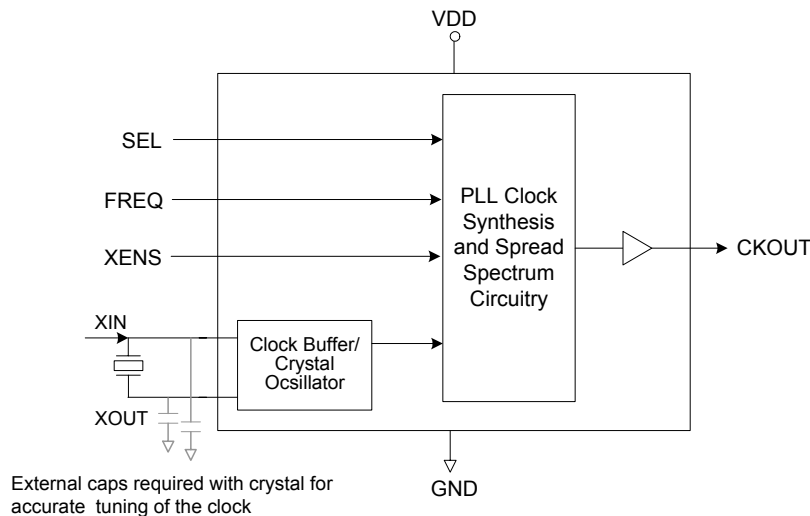 VDD
SEL
FREQ
XENS
XIN
XOUT
Clock Buffer/
Crystal
Ocsillator
PLL Clock
Synthesis
and Spread
Spectrum
Circuitry
CKOUT
GND
External caps required with crystal for
accurate tuning of the clock